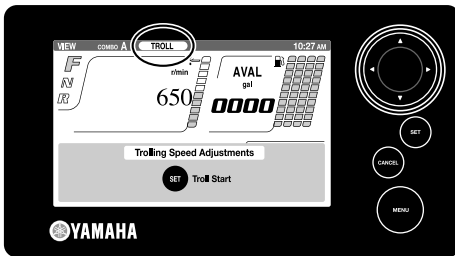 VIEW COMBO A TROLL 10:27 AM
F
N
R
r/min
650
AVAL
gal
0000
Trolling Speed Adjustments
SET Troll Start
SET
CANCEL
MENU
YAMAHA